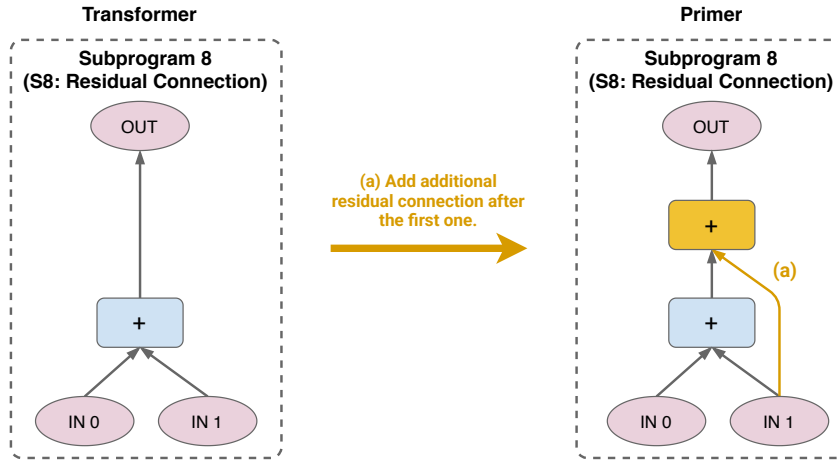 Transformer
Subprogram 8
(S8: Residual Connection)
OUT
+
IN 0
IN 1
(a) Add additional
residual connection after
the first one.
Primer
Subprogram 8
(S8: Residual Connection)
OUT
+
(a)
+
IN 0
IN 1